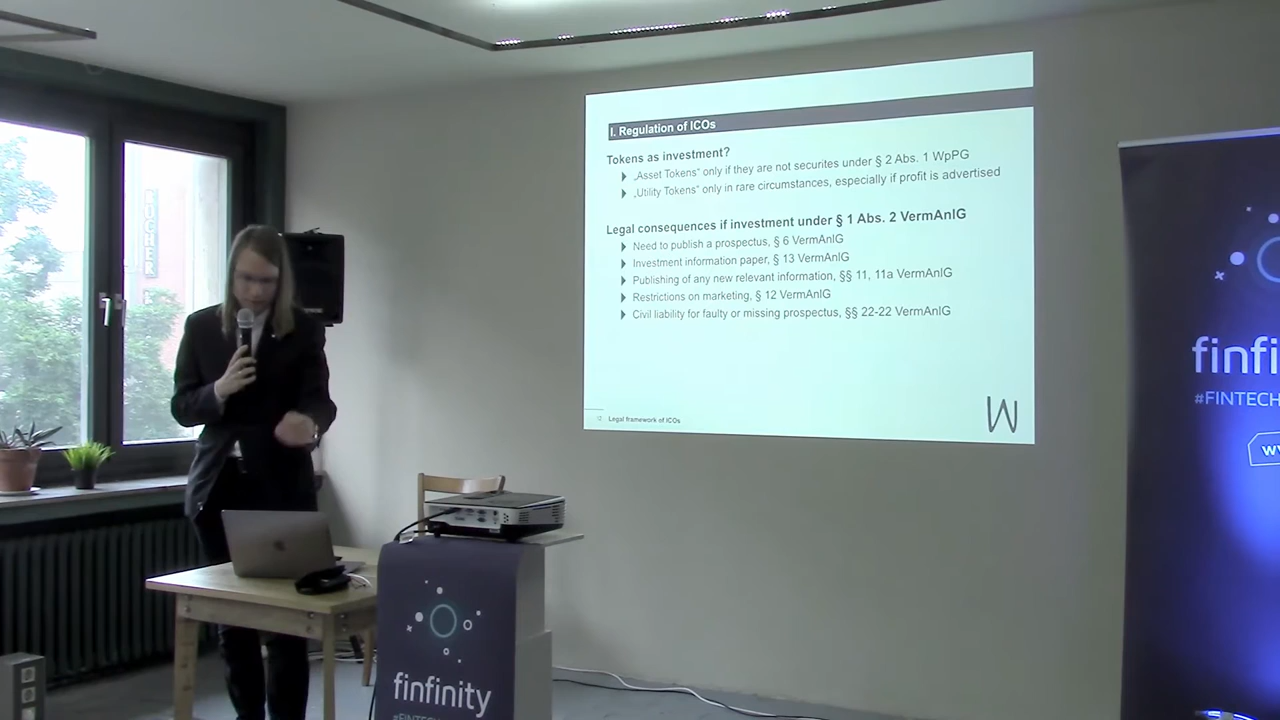 I. Regulation of ICOs
Tokens as investment?
„Asset Tokens“ only if they are not securites under § 2 Abs. 1 WpPG
„Utility Tokens“ only in rare circumstances, especially if profit is advertised
Legal consequences if investment under § 1 Abs. 2 VermAnlG
Need to publish a prospectus, § 6 VermAnlG
Investment information paper, § 13 VermAnlG
Publishing of any new relevant information, §§ 11, 11a VermAnlG
Restrictions on marketing, § 12 VermAnlG
Civil liability for faulty or missing prospectus, §§ 22-22 VermAnlG
12 Legal framework of ICOs
W
BÜCHER
finfinity
#FINTECH
finfi
#FINTECH